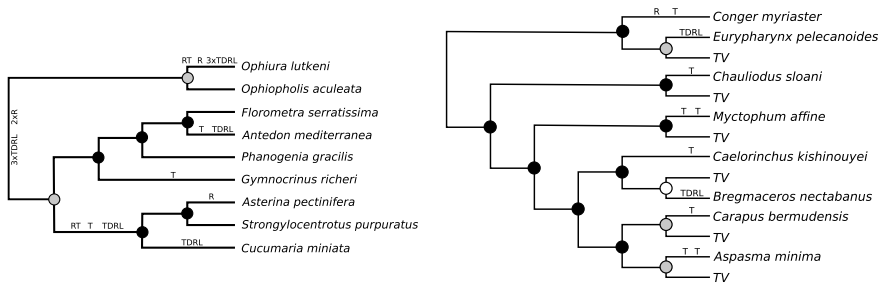 RT R 3xTDRL
Ophiura lutkeni
Ophiopholis aculeata
3xTDRL 2xR
Florometra serratissima
T TDRL
Antedon mediterranea
Phanogenia gracilis
T
Gymnocrinus richeri
R
Asterina pectinifera
RT T TDRL
Strongylocentrotus purpuratus
TDRL
Cucumaria miniata
R T
Conger myriaster
TDRL
Eurypharynx pelecanoides
TV
T
Chauliodus sloani
TV
T T
Myctophum affine
TV
T
Caelorinchus kishinouyei
TV
TDRL
Bregmaceros nectabanus
T
Carapus bermudensis
TV
T T
Aspasma minima
TV